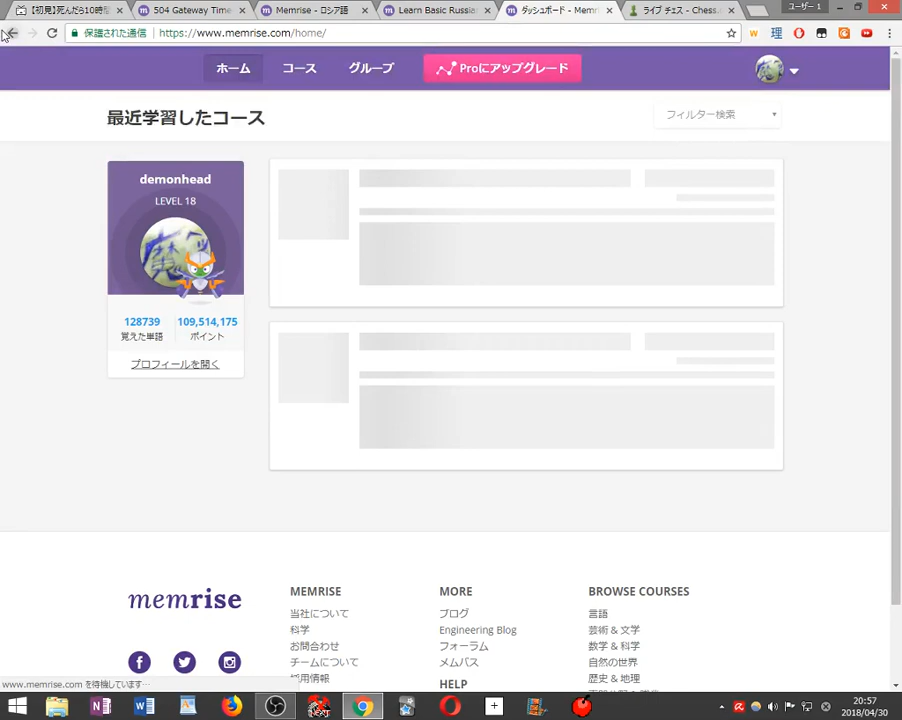 【初見】死んだら10時間
504 Gateway Time-
Memrise - ロシア語
Learn Basic Russian
ダッシュボード - Memri
ライブ チェス - Chess.
ユーザー 1
保護された通信
https://www.memrise.com/home/
ホーム
コース
グループ
Proにアップグレード
最近学習したコース
フィルター検索
demonhead
LEVEL 18
128739
109,514,175
覚えた単語
ポイント
プロフィールを開く
memrise
MEMRISE
MORE
BROWSE COURSES
当社について
ブログ
言語
科学
Engineering Blog
芸術 & 文学
お問合わせ
フォーラム
数学 & 科学
チームについて
メムパス
自然の世界
採用情報
HELP
歴史 & 地理
www.memrise.com を待機しています…
20:57
2018/04/30